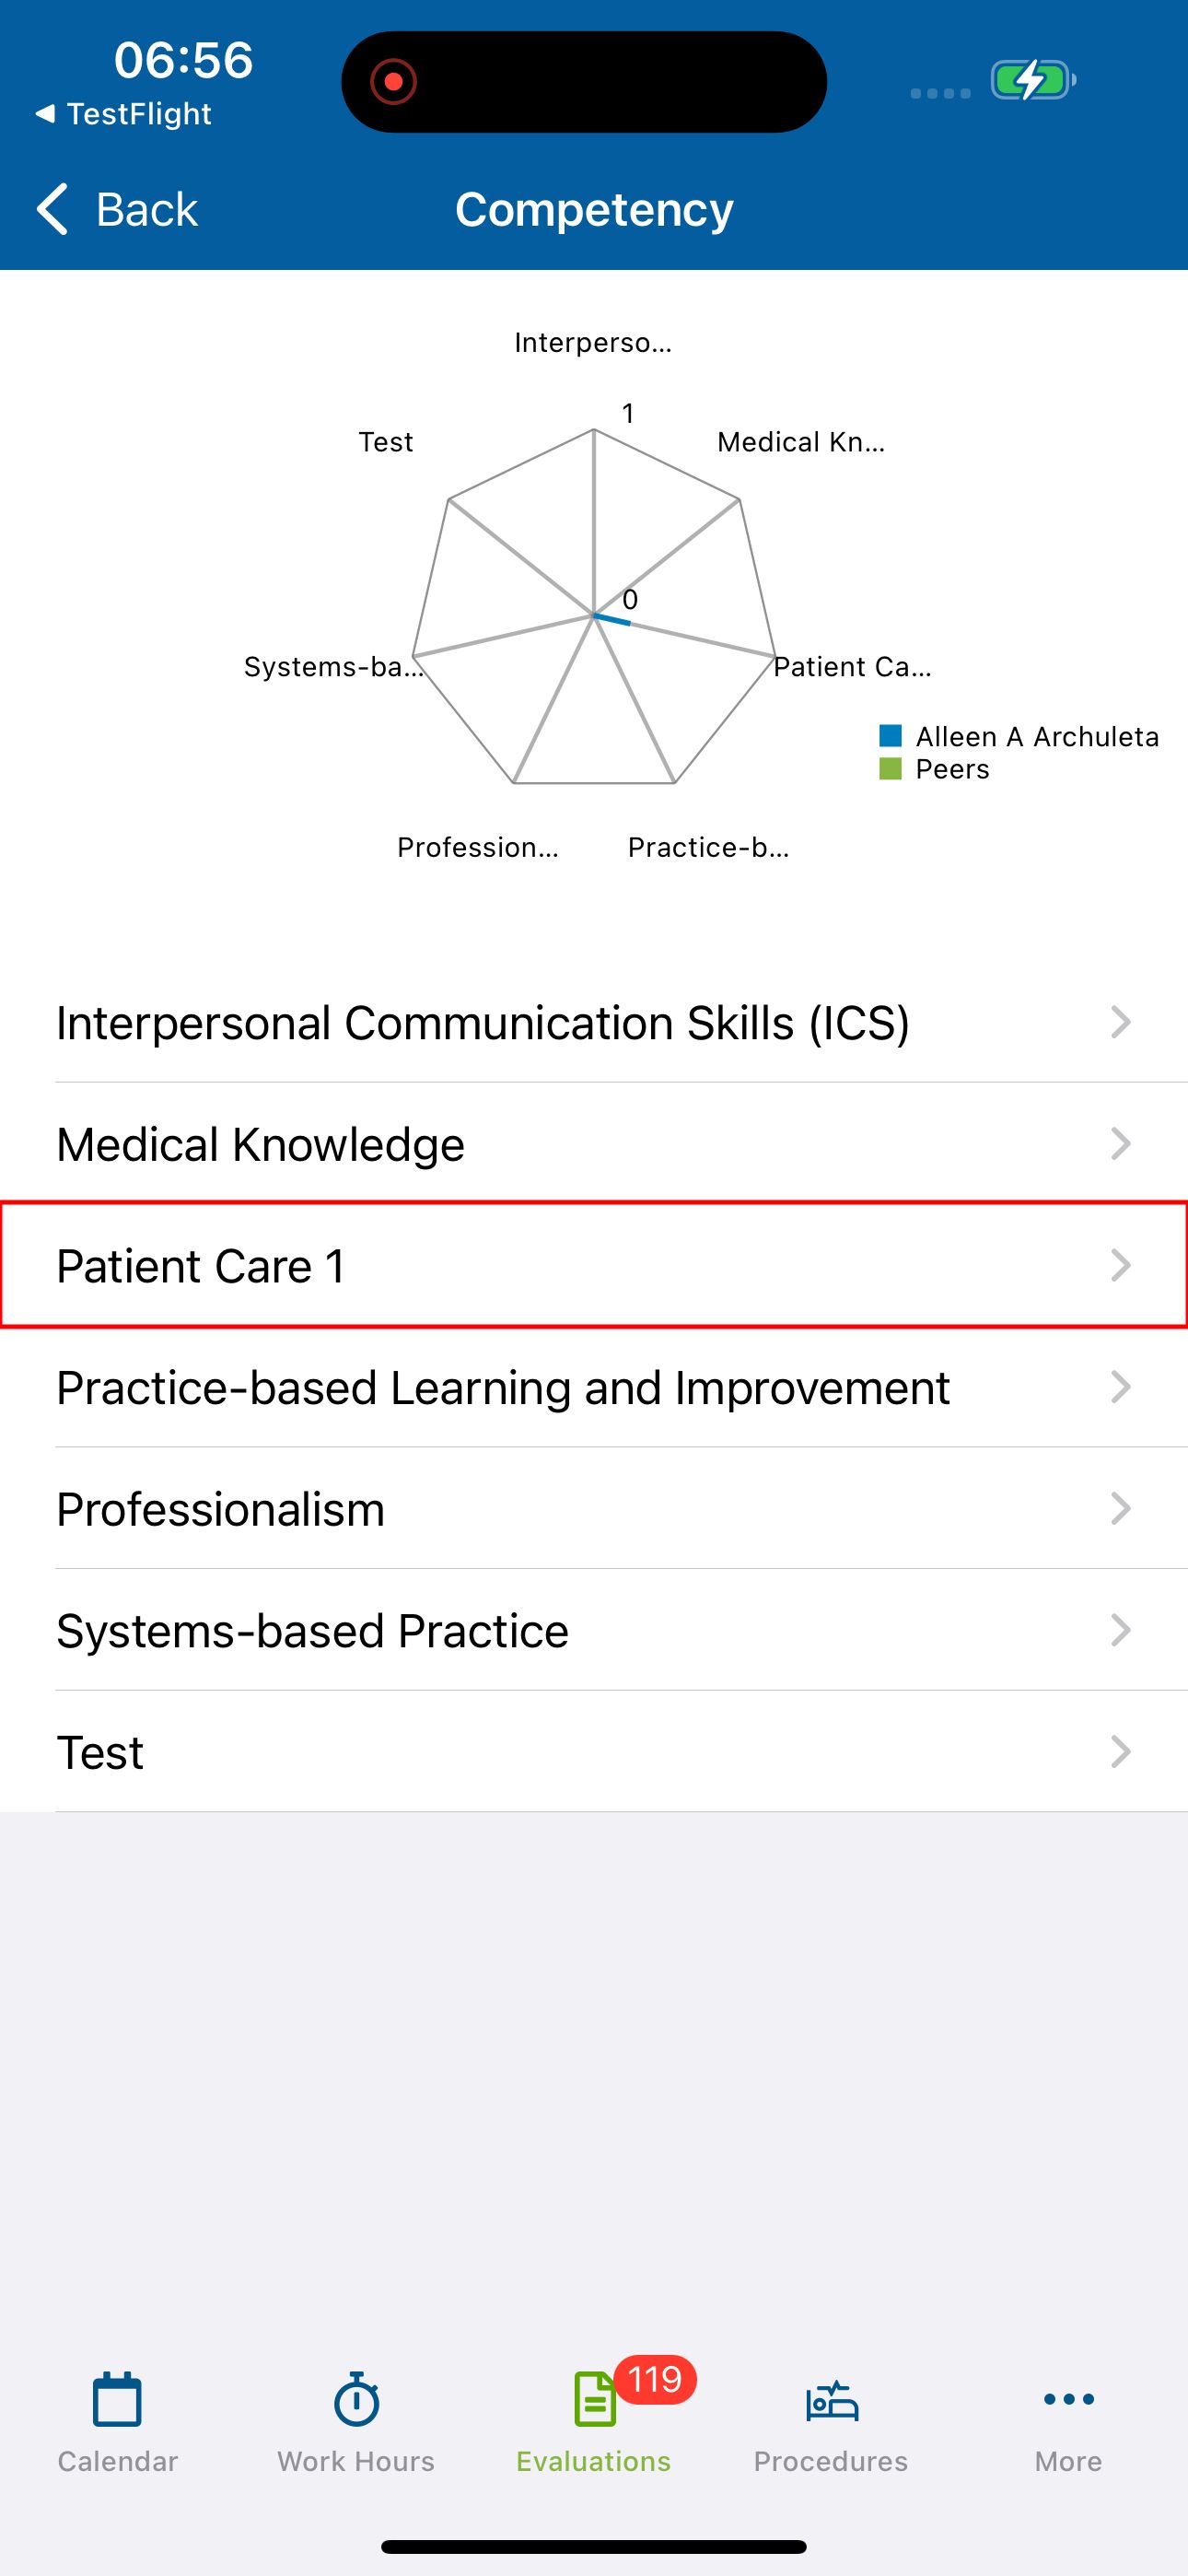 06:56
◀ TestFlight
Back
Competency
Interperso...
1
Test
Medical Kn...
0
Systems-ba...
Patient Ca...
Alleen A Archuleta
Peers
Profession...
Practice-b...
Interpersonal Communication Skills (ICS)
Medical Knowledge
Patient Care 1
Practice-based Learning and Improvement
Professionalism
Systems-based Practice
Test
119
Calendar
Work Hours
Evaluations
Procedures
More